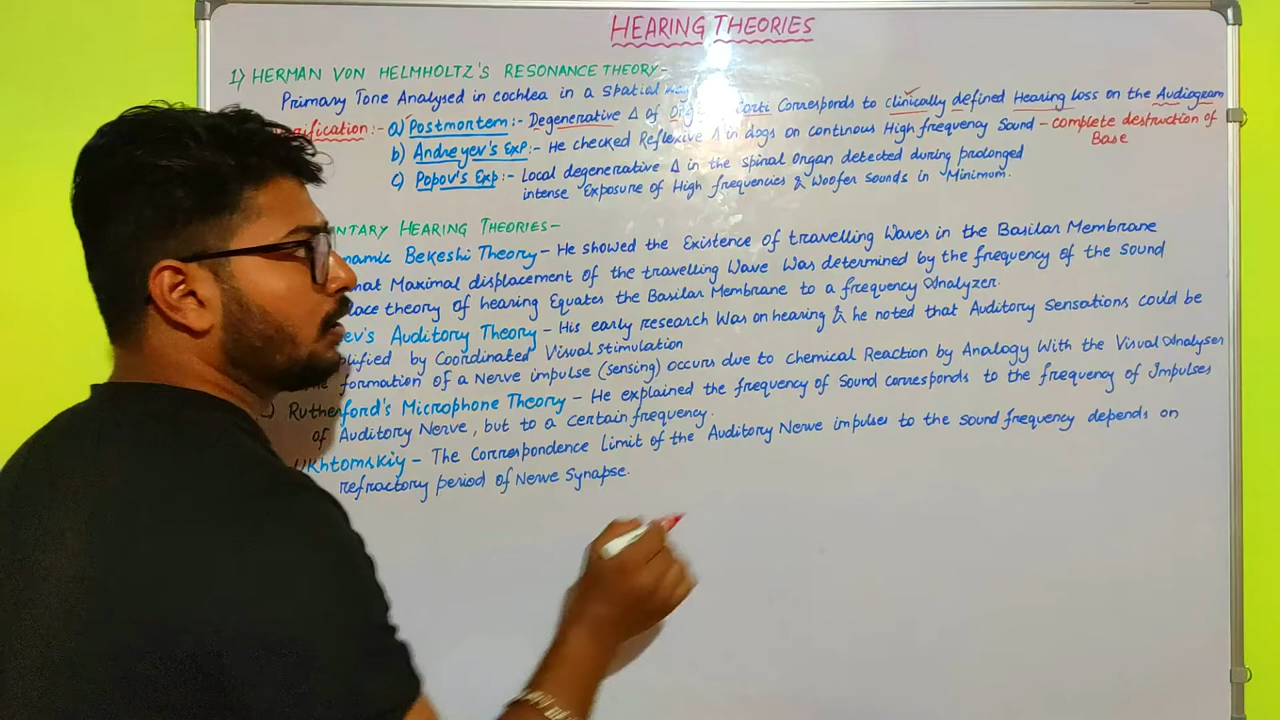 HEARING THEORIES
1) HERMAN VON HELMHOLTZ'S RESONANCE THEORY-
Primary Tone Analysed in cochlea in a spatial
a) Postmortem :- Degenerative Δ of Corti Corresponds to clinically defined Hearing loss on the Audiogram
b) Andreyev's Exp :- He checked Reflexive Δ in dogs on continous High frequency Sound - complete destruction of
Base
c) Popov's Exp :- Local degenerative Δ in the spiral Organ detected during prolonged
intense Exposure of High frequencies & Woofer Sounds in Minimum.
NTARY HEARING THEORIES-
namic Bekeshi Theory - He showed the Existence of travelling Waves in the Basilar Membrane
hat Maximal displacement of the travelling Wave Was determined by the frequency of the Sound
lace theory of hearing Equates the Basilar Membrane to a frequency Analyzer.
ev's Auditory Theory - His early research Was on hearing & he noted that Auditory Sensations could be
plified by Coordinated Visual Stimulation
formation of a Nerve impulse (sensing) occurs due to chemical Reaction by Analogy With the Visual Analyser
Rutherford's Microphone Theory - He explained the frequency of Sound corresponds to the frequency of Impulses
of Auditory Nerve, but to a certain frequency.
Ukhtomskiy - The Correspondence Limit of the Auditory Nerve impulses to the sound frequency depends on
refractory period of Nerve Synapse.